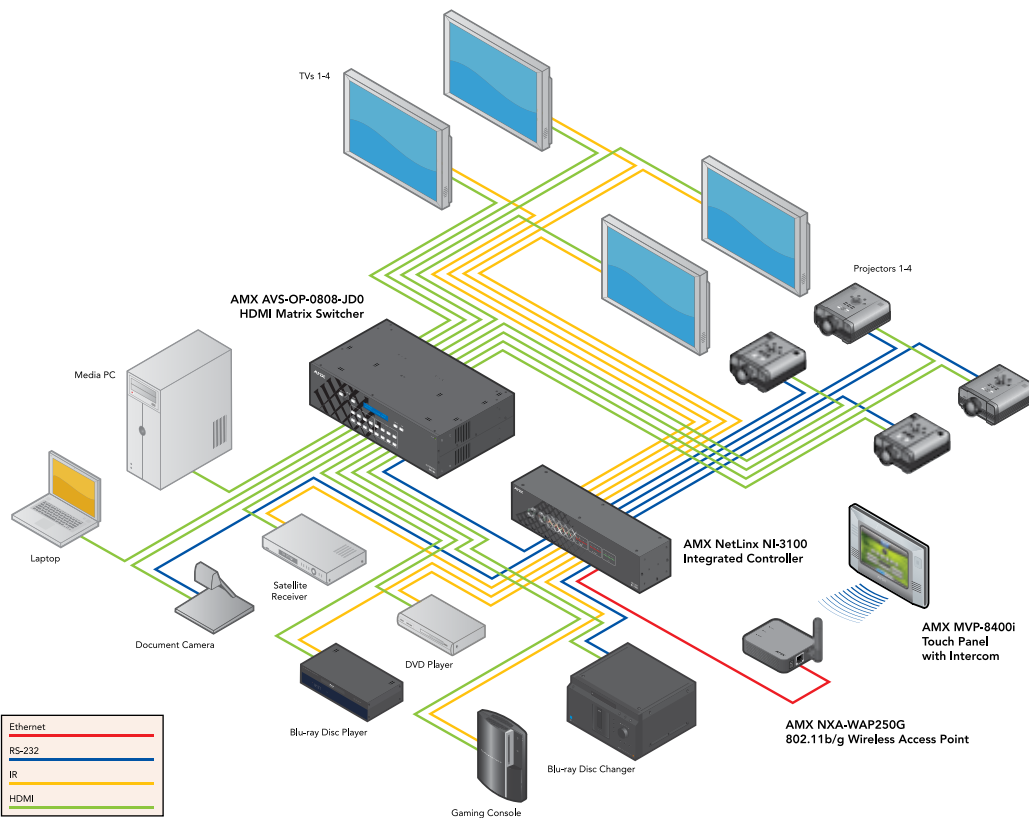 TVs 1-4
Projectors 1-4
AMX AVS-OP-0808-JD0
HDMI Matrix Switcher
Media PC
Laptop
Satellite
Receiver
Document Camera
DVD Player
Blu-ray Disc Player
Gaming Console
Blu-ray Disc Changer
AMX NetLinx NI-3100
Integrated Controller
AMX MVP-8400i
Touch Panel
with Intercom
AMX NXA-WAP250G
802.11b/g Wireless Access Point
Ethernet
RS-232
IR
HDMI